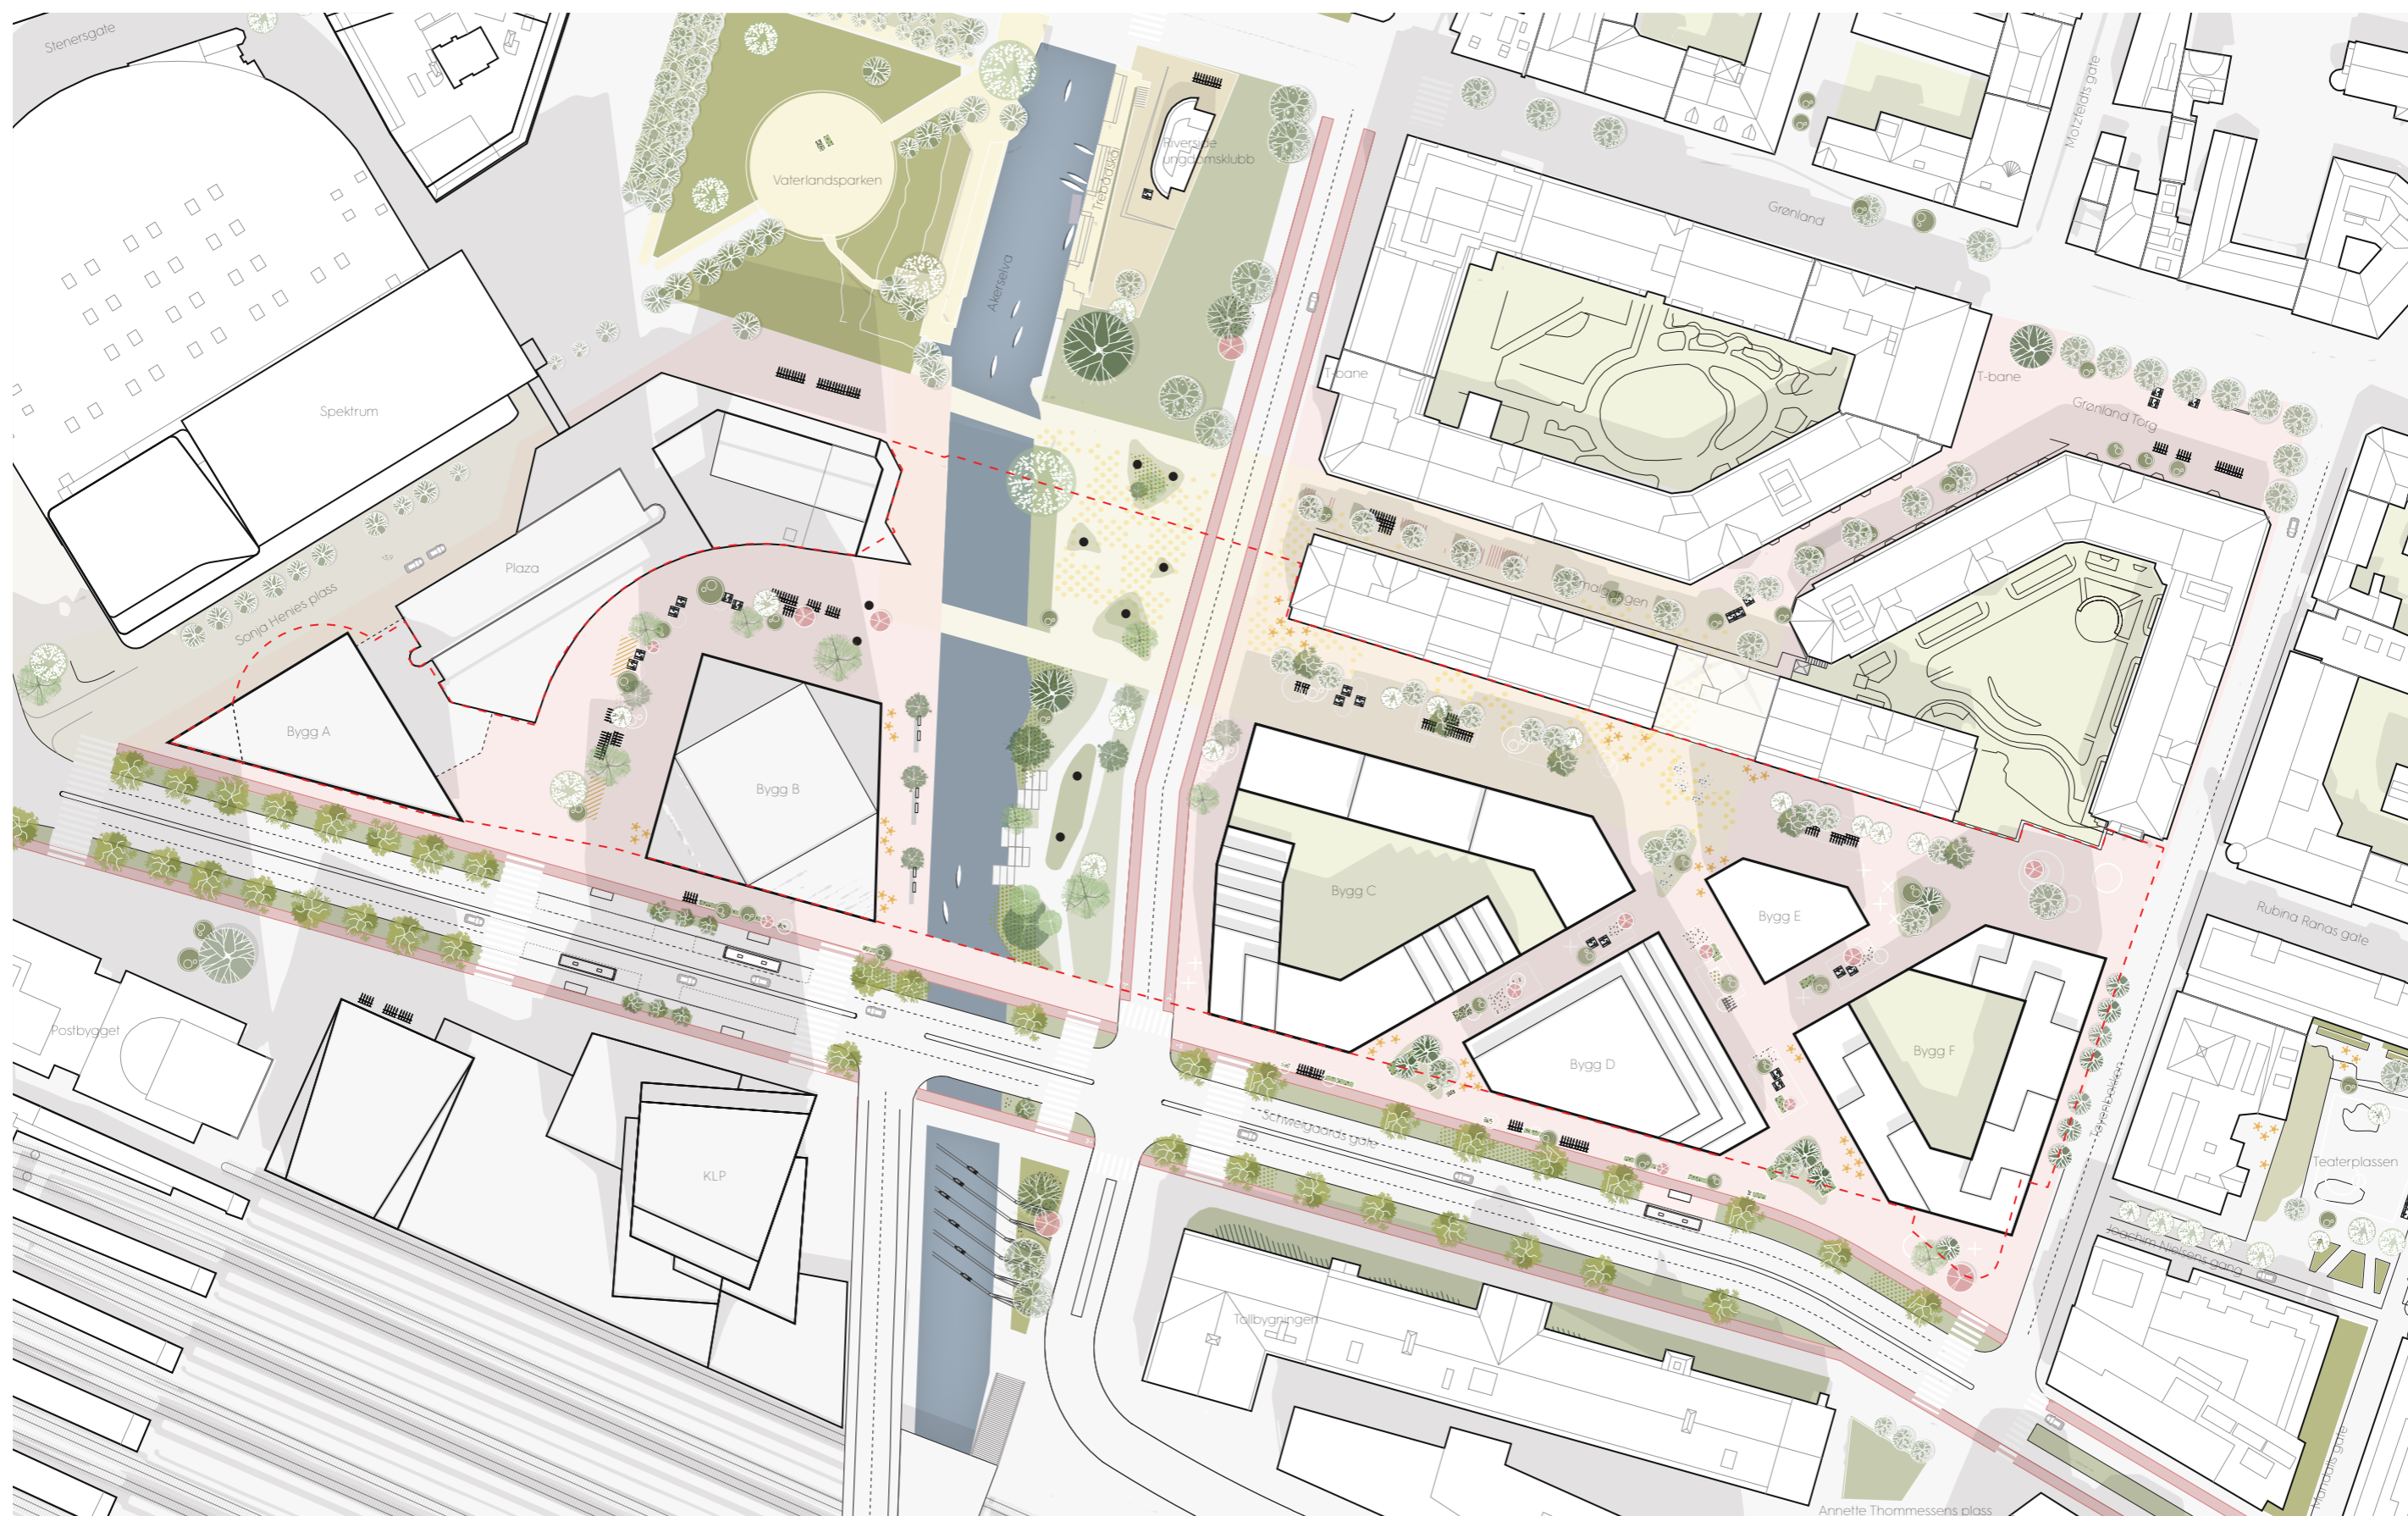 Stenersgate
Motzfeldts gate
Riverside
ungdomsklubb
Vaterlandsparken
Grønland
Akerselva
T-bane
T-bane
Grønland Torg
Spektrum
Plaza
Sonja Henies plass
Bygg A
Bygg B
Bygg C
Bygg E
Rubina Ranas gate
Postbygget
Bygg D
Bygg F
Schweigaards gate
Teaterplassen
KLP
Joachim Nielsens gang
Tollbygningen
Mandalls gate
Annette Thommessens plass